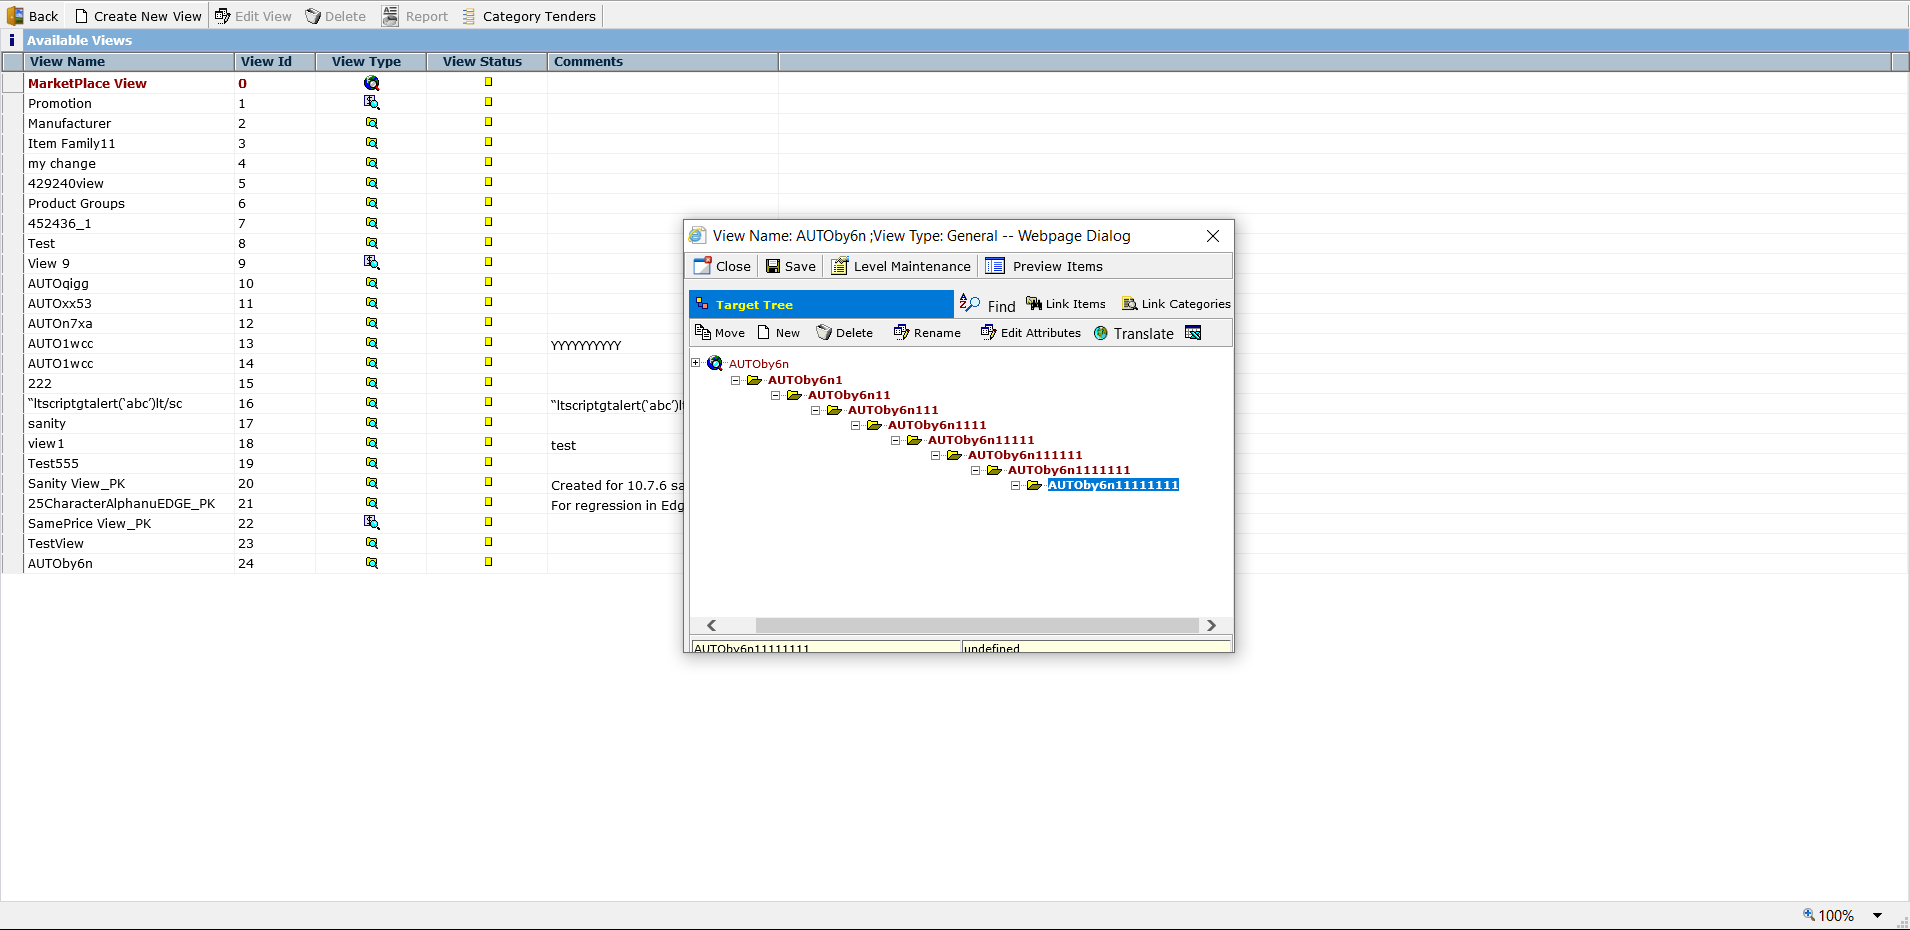 Back Create New View Edit View Delete Report Category Tenders
i Available Views
View Name View Id View Type View Status Comments
MarketPlace View 0
Promotion 1
Manufacturer 2
Item Family11 3
my change 4
429240view 5
Product Groups 6
452436_1 7
Test 8
View 9 9
AUTOqigg 10
AUTOxx53 11
AUTOn7xa 12
AUTO1wcc 13 YYYYYYYYYY
AUTO1wcc 14
222 15
“ltscriptgtalert(‘abc’)lt/sc 16 “ltscriptgtalert(‘abc’)lt
sanity 17
view1 18 test
Test555 19
Sanity View_PK 20 Created for 10.7.6 sa
25CharacterAlphanuEDGE_PK 21 For regression in Edg
SamePrice View_PK 22
TestView 23
AUTOby6n 24
View Name: AUTOby6n ;View Type: General -- Webpage Dialog
Close Save Level Maintenance Preview Items
Target Tree Find Link Items Link Categories
Move New Delete Rename Edit Attributes Translate
AUTOby6n
AUTOby6n1
AUTOby6n11
AUTOby6n111
AUTOby6n1111
AUTOby6n11111
AUTOby6n111111
AUTOby6n1111111
AUTOby6n11111111
AUTOby6n11111111 undefined
100%